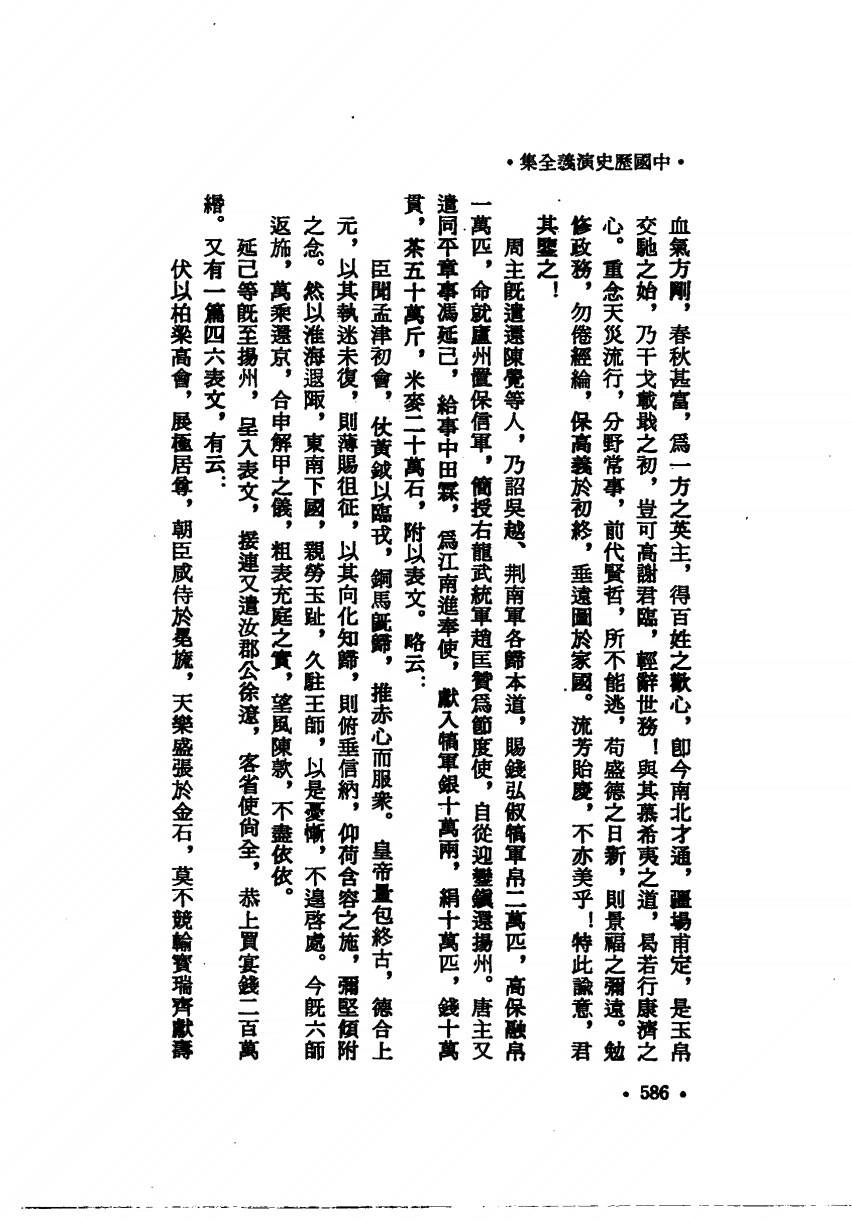 •中國歷史演義全集•
血氣方剛，春秋甚富，爲一方之英主，得百姓之歡心，卽今南北才通，疆埸甫定，是玉帛
交馳之始，乃干戈載戢之初，豈可高謝君臨，輕辭世務！與其慕希夷之道，曷若行康濟之
心。重念天災流行，分野常事，前代賢哲，所不能逃，苟盛德之日新，則景福之彌遠。勉
修政務，勿倦經綸，保高義於初終，垂遠圖於家國。流芳貽慶，不亦美乎！特此諭意，君
其鑒之！
周主旣遣還陳覺等人，乃詔吳越、荆南軍各歸本道，賜錢弘俶犒軍帛二萬匹，高保融帛
一萬匹，命就廬州置保信軍，簡授右龍武統軍趙匡贊爲節度使，自從迎鑾鎭還揚州。唐主又
遣同平章事馮延己，給事中田霖，爲江南進奉使，獻入犒軍銀十萬兩，絹十萬匹，錢十萬
貫，茶五十萬斤，米麥二十萬石，附以表文。略云：
臣聞孟津初會，仗黃鉞以臨戎，銅馬旣歸，推赤心而服衆。皇帝量包終古，德合上
元，以其執迷未復，則薄賜徂征，以其向化知歸，則俯垂信納，仰荷含容之施，彌堅傾附
之念。然以淮海遐陬，東南下國，親勞玉趾，久駐王師，以是憂慚，不遑啓處。今旣六師
返旆，萬乘還京，合申解甲之儀，粗表充庭之實，望風陳款，不盡依依。
延己等旣至揚州，呈入表文，接連又遣汝郡公徐遼，客省使尚全，恭上買宴錢二百萬
緡。又有一篇四六表文，有云：
伏以柏梁高會，展極居尊，朝臣咸侍於冕旒，天樂盛張於金石，莫不競輸寶瑞齊獻壽
•586•